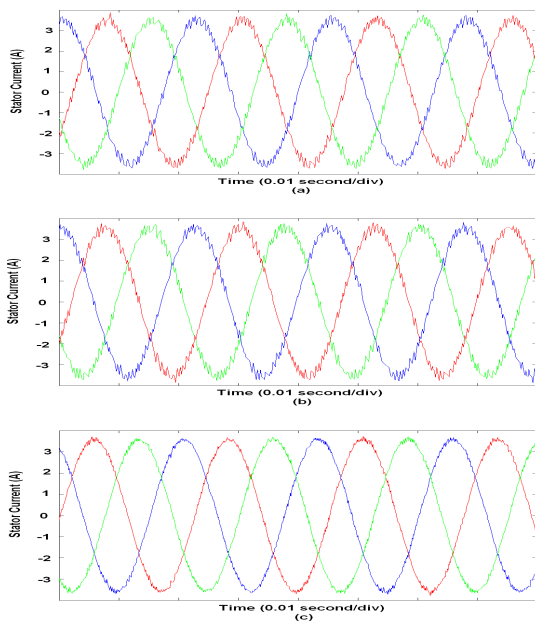 Stator Current (A)
3
2
1
0
-1
-2
-3
Time (0.01 second/div)
(a)
Stator Current (A)
3
2
1
0
-1
-2
-3
Time (0.01 second/div)
(b)
Stator Current (A)
3
2
1
0
-1
-2
-3
Time (0.01 second/div)
(c)